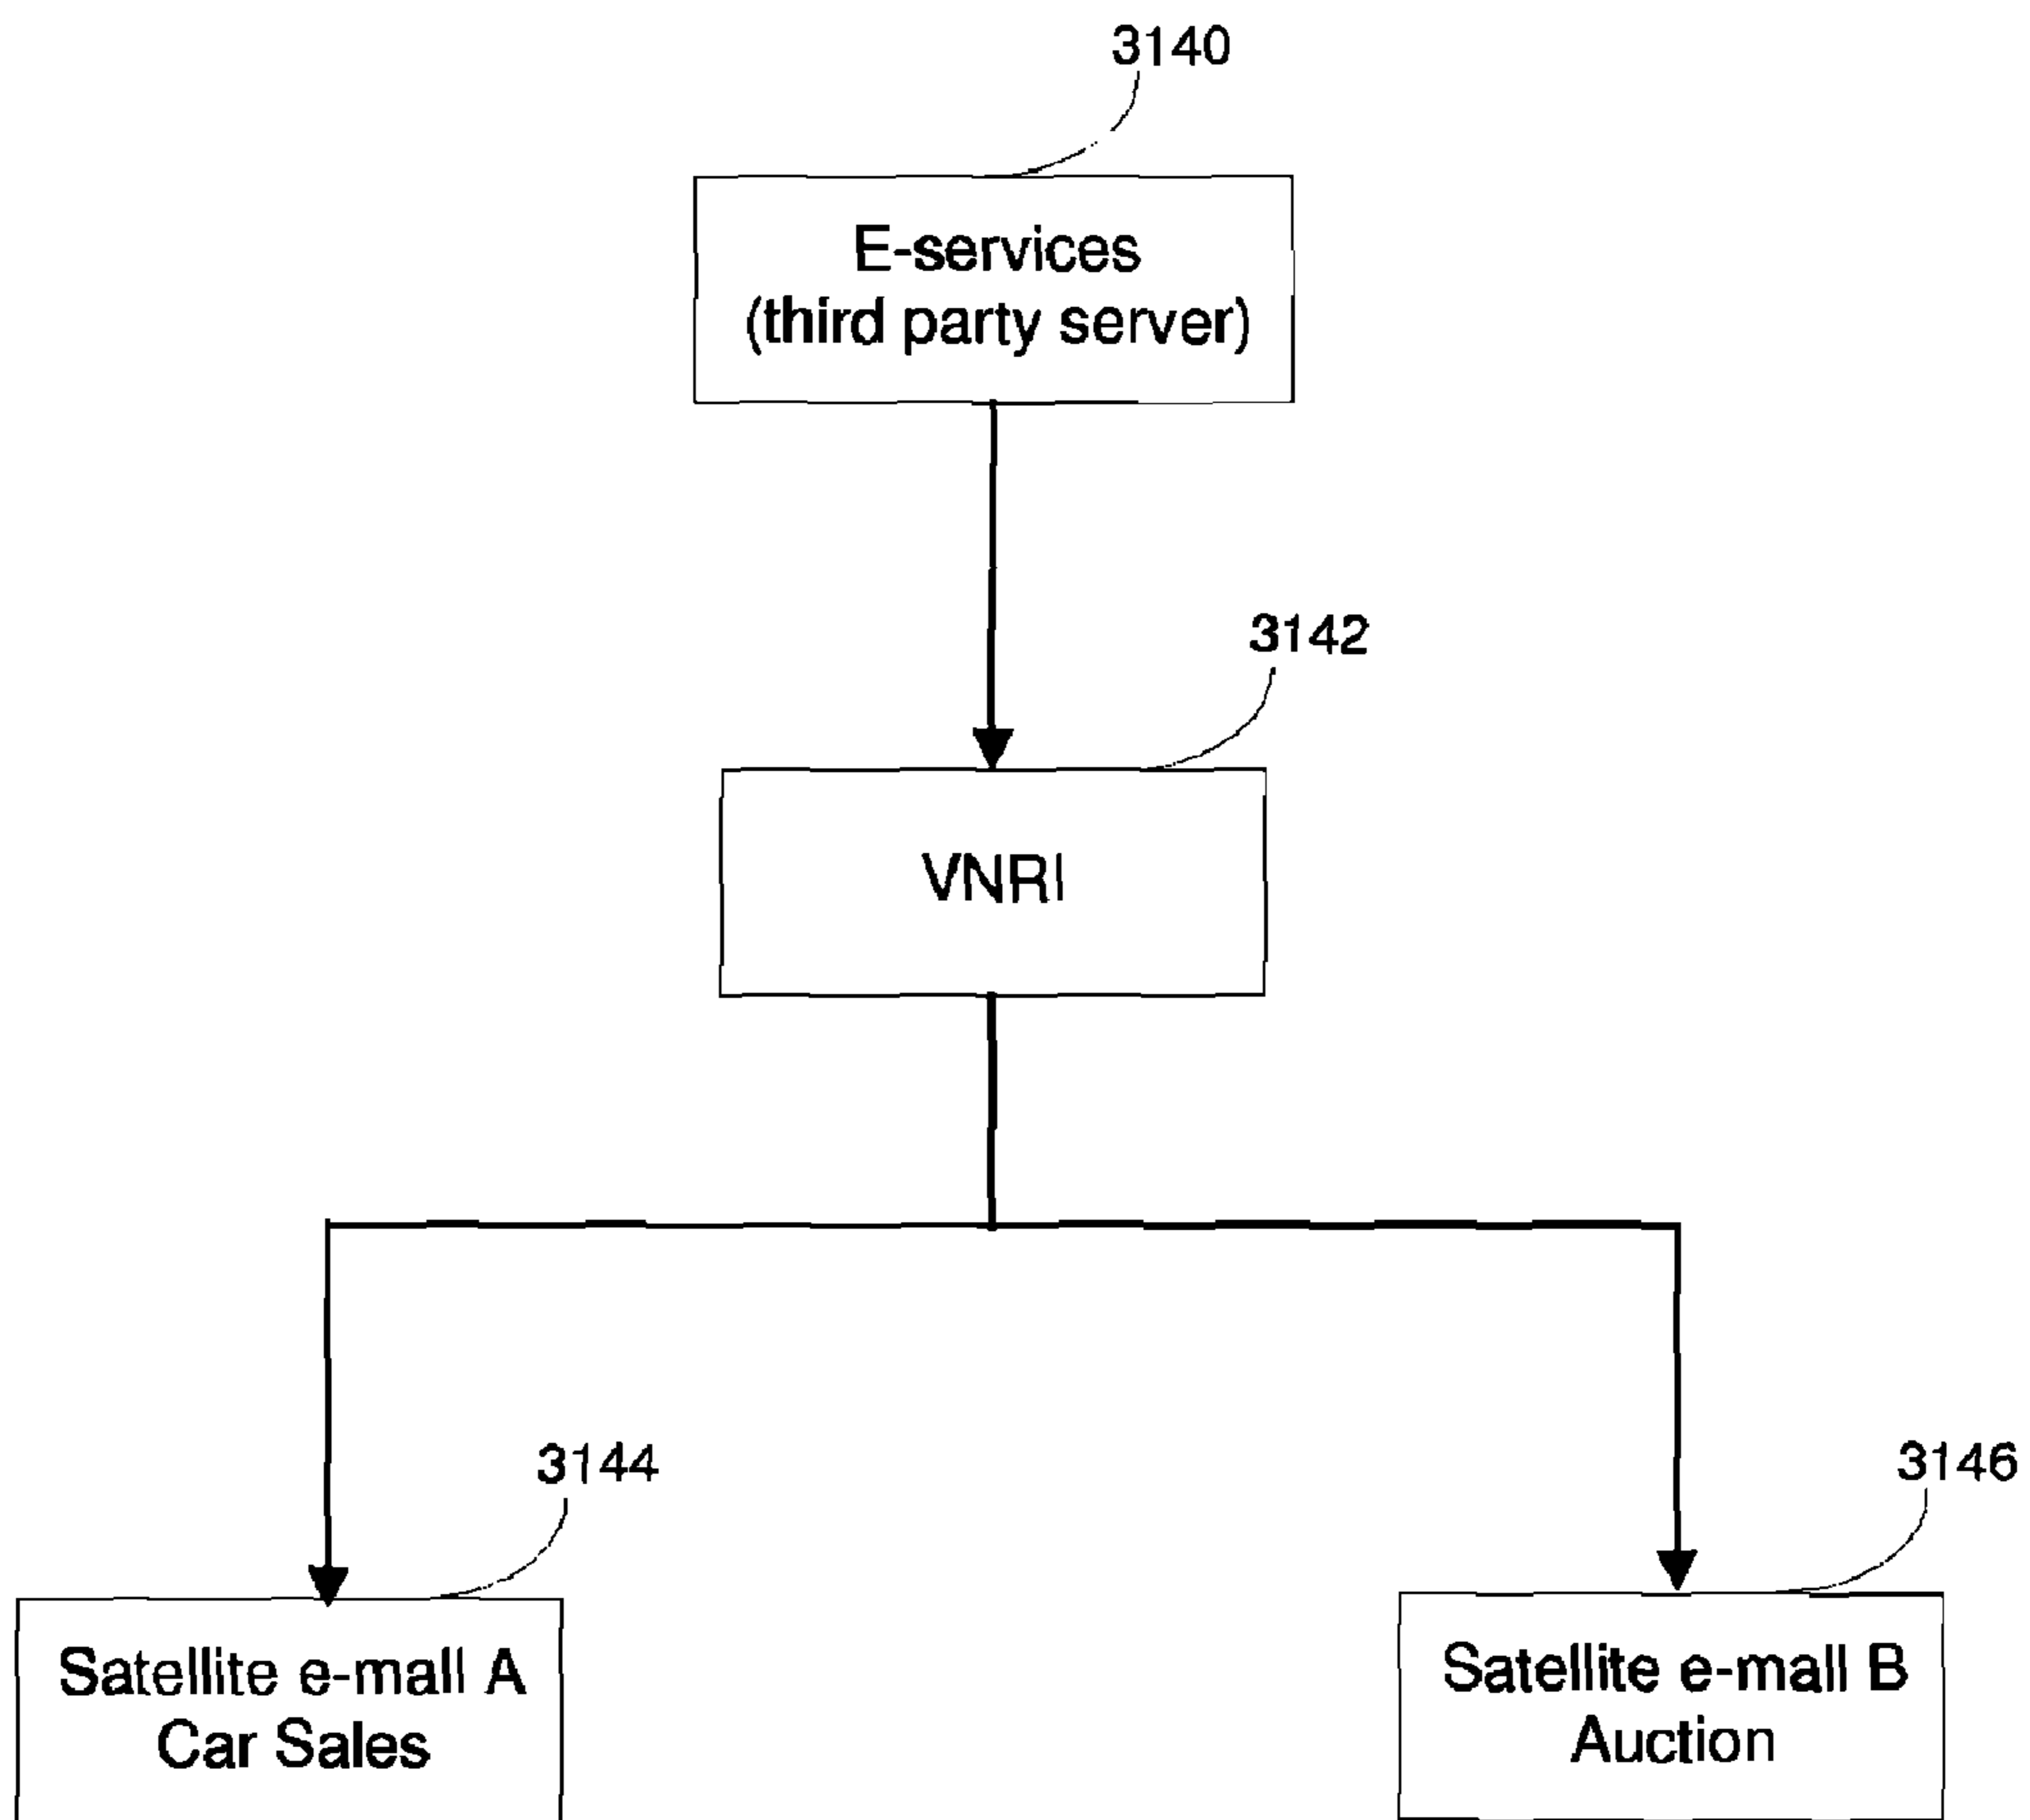 3140
E-services
(third party server)
3142
VNRI
3144
3146
Satellite e-mall A
Car Sales
Satellite e-mall B
Auction